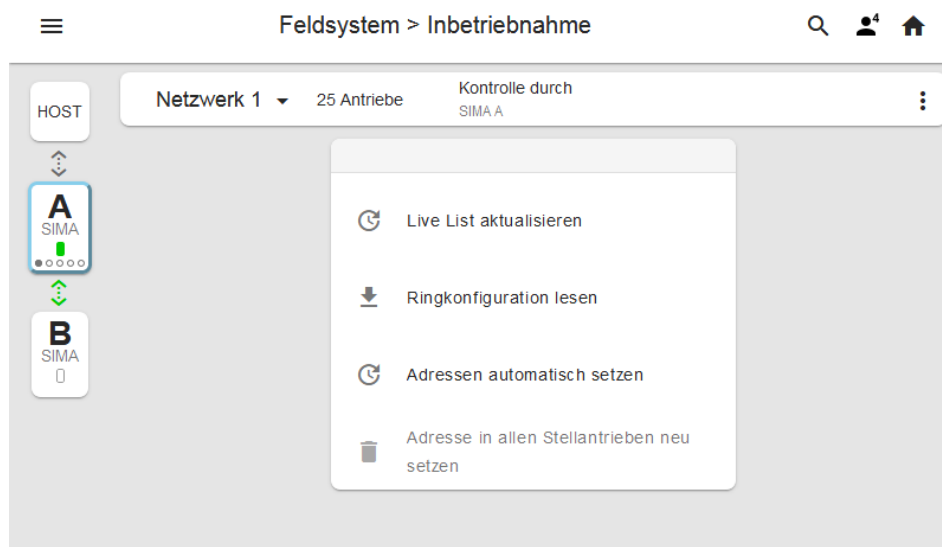 Feldsystem > Inbetriebnahme
4
HOST
Netzwerk 1
25 Antriebe
Kontrolle durch
SIMA A
A
SIMA
B
SIMA
Live List aktualisieren
Ringkonfiguration lesen
Adressen automatisch setzen
Adresse in allen Stellantrieben neu
setzen